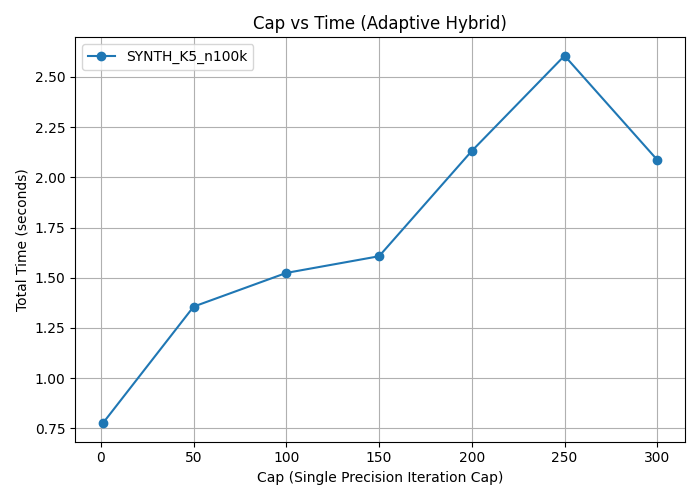 Cap vs Time (Adaptive Hybrid)
SYNTH_K5_n100k
Total Time (seconds)
2.50
2.25
2.00
1.75
1.50
1.25
1.00
0.75
0 50 100 150 200 250 300
Cap (Single Precision Iteration Cap)